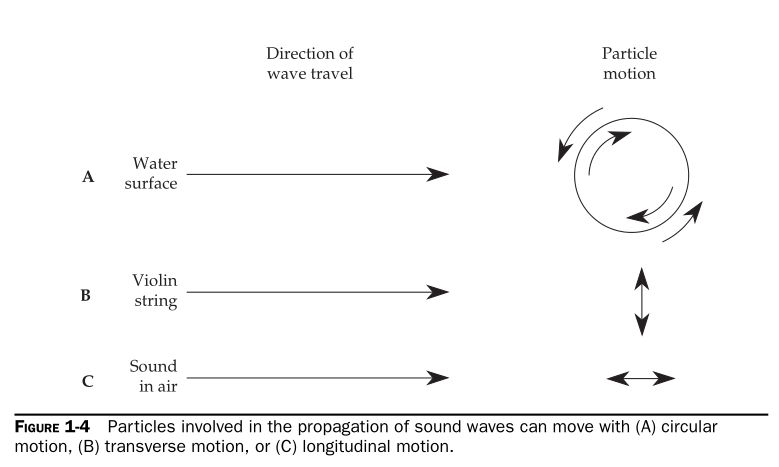 Direction of
wave travel
Particle
motion
A
Water
surface
B
Violin
string
C
Sound
in air
FIGURE 1-4 Particles involved in the propagation of sound waves can move with (A) circular
motion, (B) transverse motion, or (C) longitudinal motion.